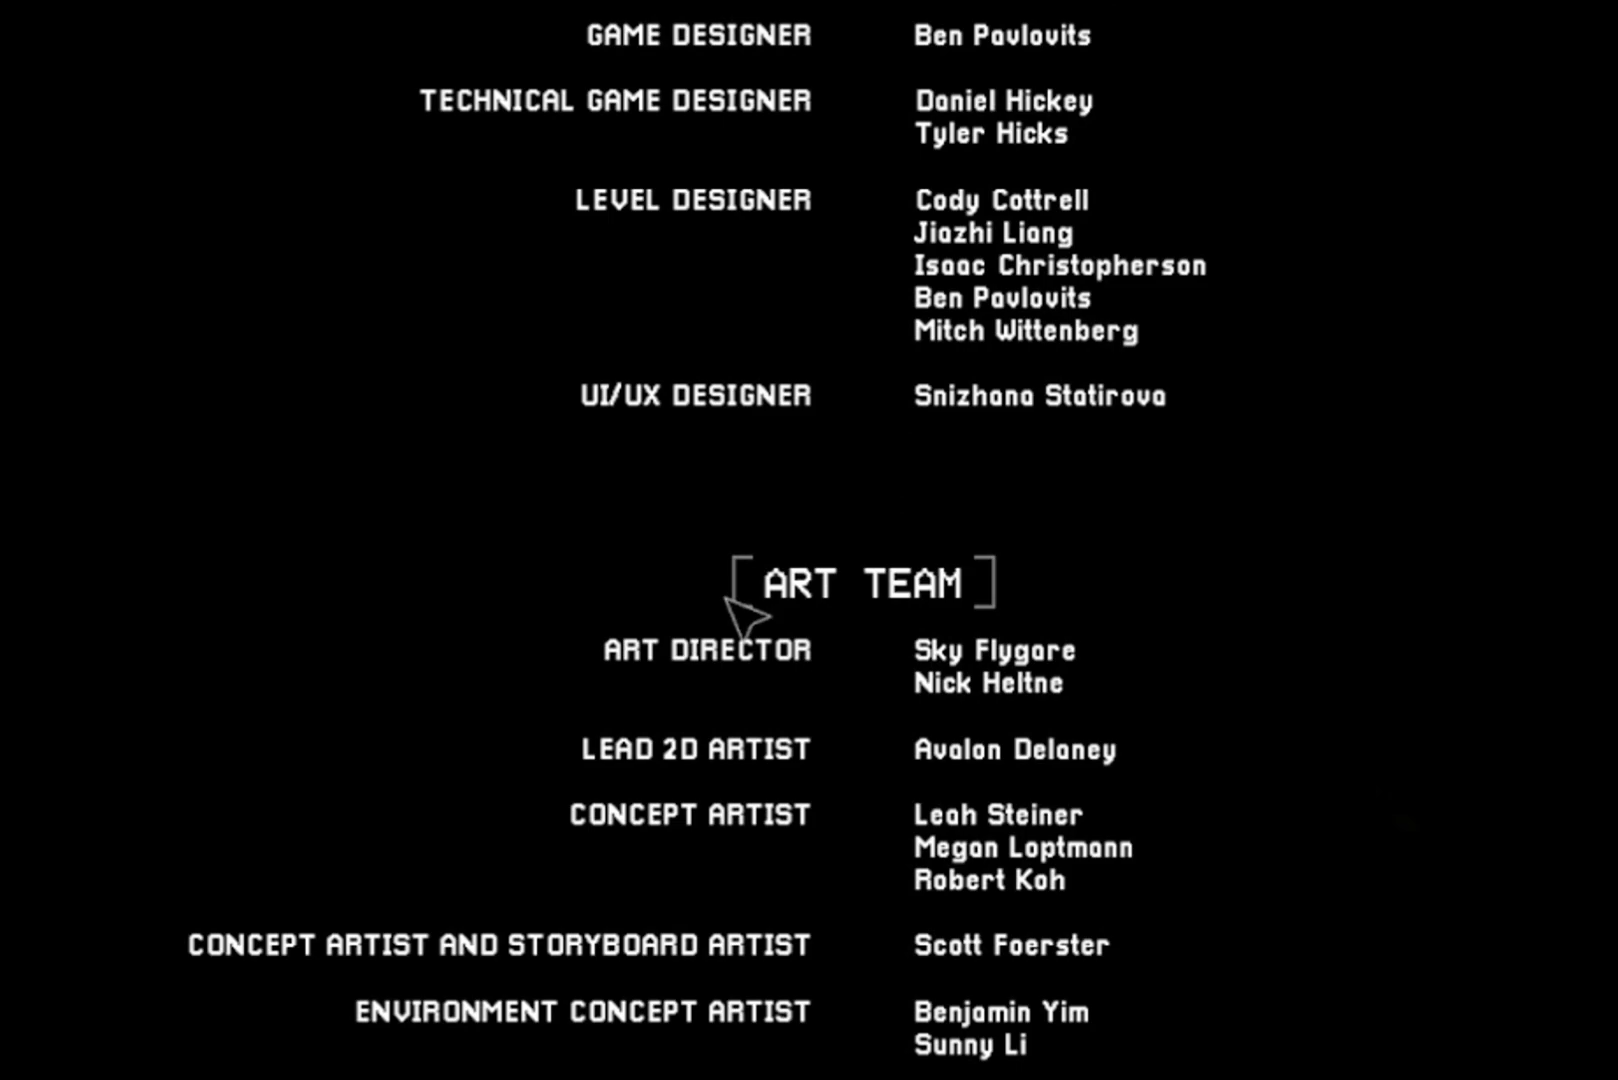 GAME DESIGNER Ben Pavlovits
TECHNICAL GAME DESIGNER Daniel Hickey
Tyler Hicks
LEVEL DESIGNER Cody Cottrell
Jiazhi Liang
Isaac Christopherson
Ben Pavlovits
Mitch Wittenberg
UI/UX DESIGNER Snizhana Statirova
[ART TEAM]
ART DIRECTOR Sky Flygare
Nick Heltne
LEAD 2D ARTIST Avalon Delaney
CONCEPT ARTIST Leah Steiner
Megan Laptmann
Robert Koh
CONCEPT ARTIST AND STORYBOARD ARTIST Scott Foerster
ENVIRONMENT CONCEPT ARTIST Benjamin Yim
Sunny Li